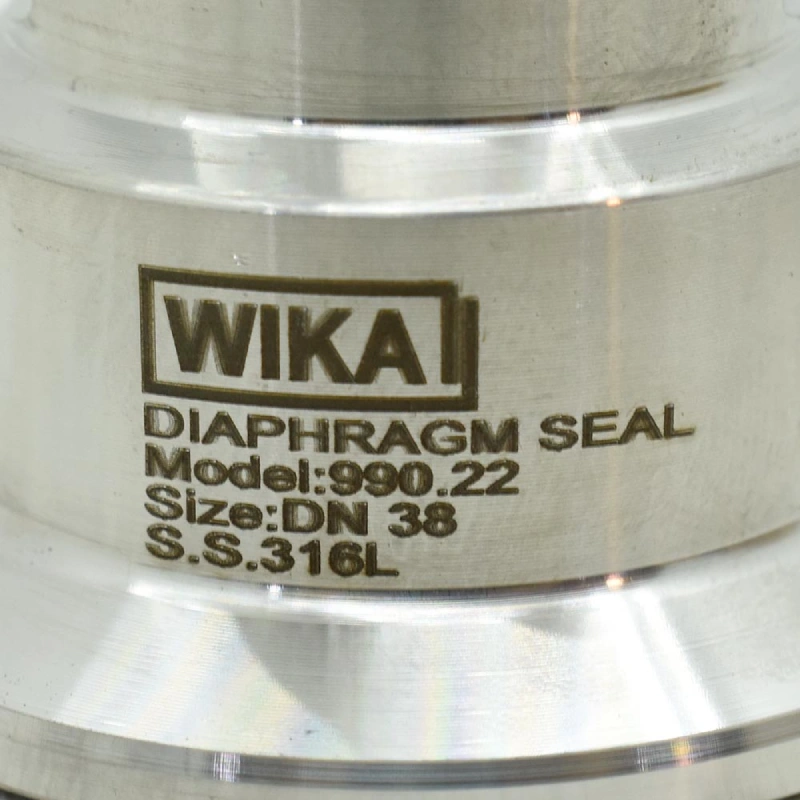 WIKA
DIAPHRAGM SEAL
Model:990.22
Size:DN 38
S.S.316L